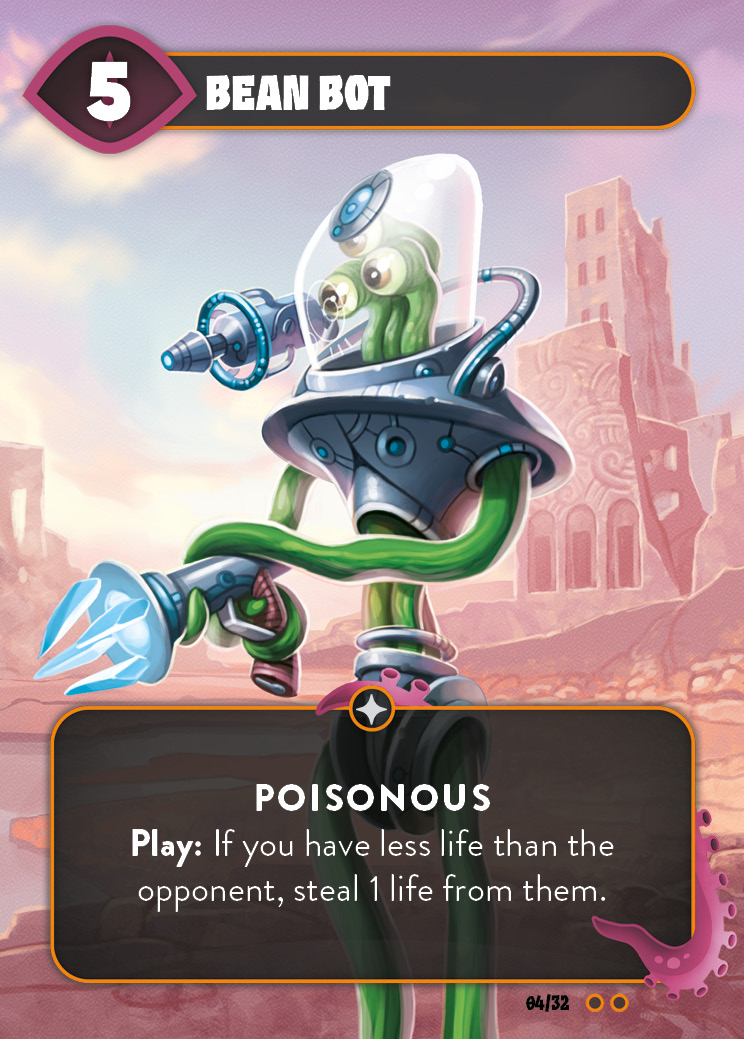 5
BEAN BOT
POISONOUS
Play: If you have less life than the
opponent, steal 1 life from them.
04/32